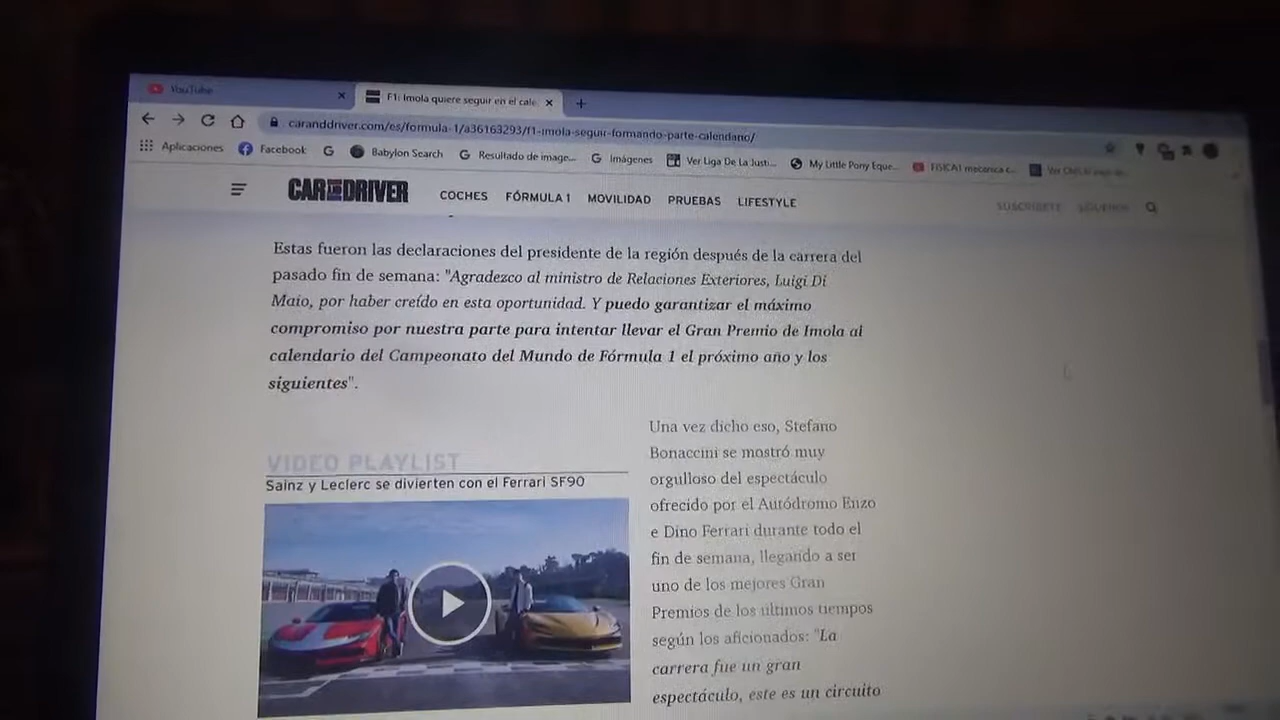 YouTube
F1: Imola quiere seguir en el cale
caranddriver.com/es/formula-1/a36163293/f1-imola-seguir-formando-parte-calendario/
Aplicaciones Facebook Babylon Search Resultado de image... Imágenes Ver Liga De La Justi... My Little Pony Eque... FISICA1 mecanica c...
CAR AND DRIVER COCHES FÓRMULA 1 MOVILIDAD PRUEBAS LIFESTYLE SUSCRÍBETE SÍGUENOS
Estas fueron las declaraciones del presidente de la región después de la carrera del
pasado fin de semana: "Agradezco al ministro de Relaciones Exteriores, Luigi Di
Maio, por haber creído en esta oportunidad. Y puedo garantizar el máximo
compromiso por nuestra parte para intentar llevar el Gran Premio de Imola al
calendario del Campeonato del Mundo de Fórmula 1 el próximo año y los
siguientes".
VIDEO PLAYLIST
Sainz y Leclerc se divierten con el Ferrari SF90
Una vez dicho eso, Stefano
Bonaccini se mostró muy
orgulloso del espectáculo
ofrecido por el Autódromo Enzo
e Dino Ferrari durante todo el
fin de semana, llegando a ser
uno de los mejores Gran
Premios de los últimos tiempos
según los aficionados: "La
carrera fue un gran
espectáculo, este es un circuito